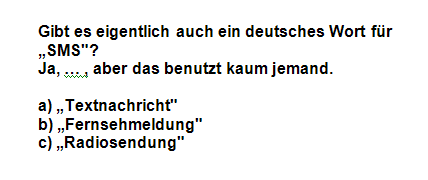 Gibt es eigentlich auch ein deutsches Wort für
„SMS"?
Ja, ... , aber das benutzt kaum jemand.
a) „Textnachricht"
b) „Fernsehmeldung"
c) „Radiosendung"